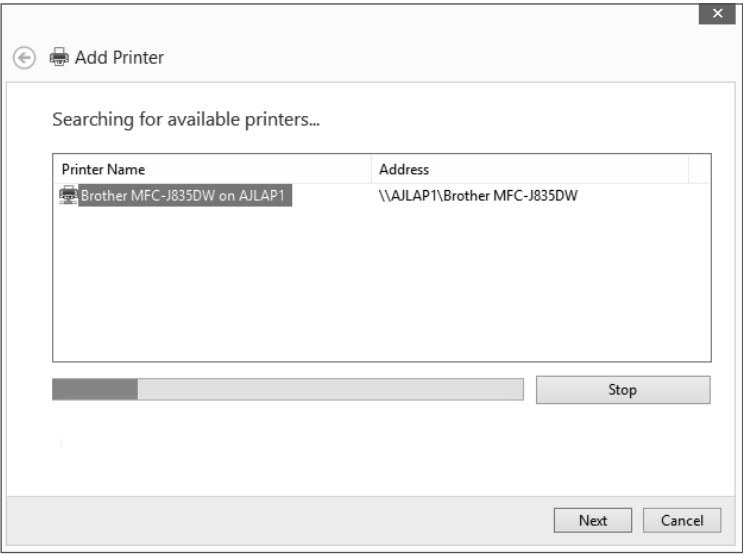 Add Printer
Searching for available printers...
Printer Name Address
Brother MFC-J835DW on AJLAP1 \\AJLAP1\Brother MFC-J835DW
Stop
Next Cancel